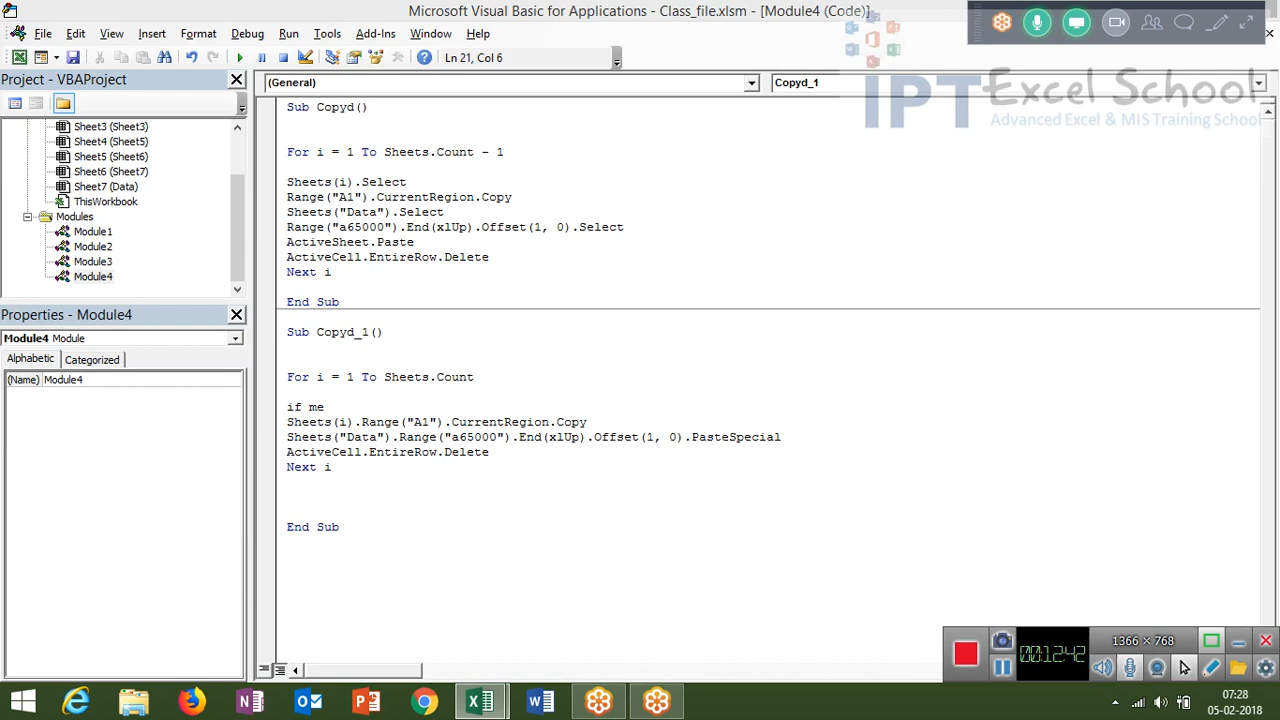 Microsoft Visual Basic for Applications - Class_file.xlsm - [Module4 (Code)]
File Edit View Insert Format Debug Run Tools Add-Ins Window Help
Ln 21, Col 6
Project - VBAProject
Sheet3 (Sheet3)
Sheet4 (Sheet5)
Sheet5 (Sheet6)
Sheet6 (Sheet7)
Sheet7 (Data)
ThisWorkbook
Modules
Module1
Module2
Module3
Module4
Properties - Module4
Module4 Module
Alphabetic Categorized
(Name) Module4
(General) Copyd_1
IPT Excel School
Advanced Excel & MIS Training School
Sub Copyd()
For i = 1 To Sheets.Count - 1
Sheets(i).Select
Range("A1").CurrentRegion.Copy
Sheets("Data").Select
Range("a65000").End(xlUp).Offset(1, 0).Select
ActiveSheet.Paste
ActiveCell.EntireRow.Delete
Next i
End Sub
Sub Copyd_1()
For i = 1 To Sheets.Count
if me
Sheets(i).Range("A1").CurrentRegion.Copy
Sheets("Data").Range("a65000").End(xlUp).Offset(1, 0).PasteSpecial
ActiveCell.EntireRow.Delete
Next i
End Sub
1366 × 768
00:12:42
07:28
05-02-2018